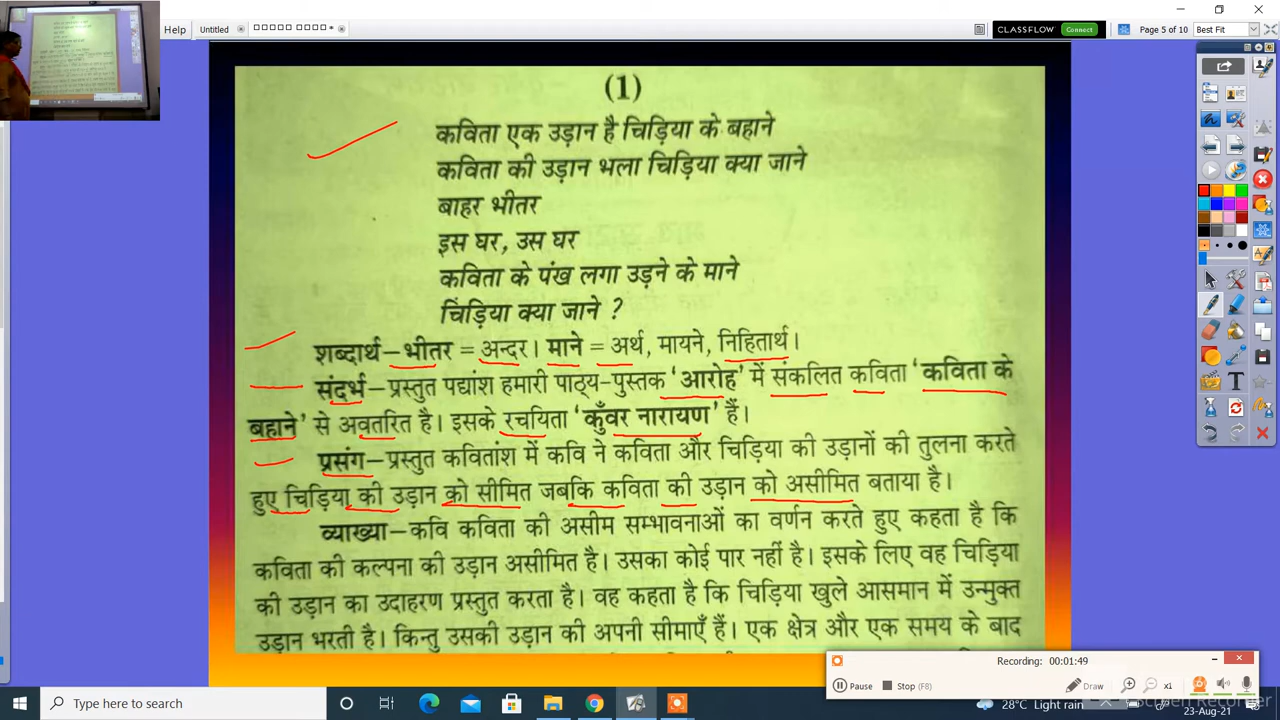 Help
Untitled
CLASSFLOW Connect
Page 5 of 10
Best Fit
(1)
कविता एक उड़ान है चिड़िया के बहाने
कविता की उड़ान भला चिड़िया क्या जाने
बाहर भीतर
इस घर, उस घर
कविता के पंख लगा उड़ने के माने
चिंड़िया क्या जाने ?
शब्दार्थ–भीतर = अन्दर। माने = अर्थ, मायने, निहितार्थ।
संदर्भ–प्रस्तुत पद्यांश हमारी पाठ्य-पुस्तक ‘आरोह’ में संकलित कविता ‘कविता के
बहाने’ से अवतरित है। इसके रचयिता ‘कुँवर नारायण’ हैं।
प्रसंग–प्रस्तुत कवितांश में कवि ने कविता और चिड़िया की उड़ानों की तुलना करते
हुए चिड़िया की उड़ान को सीमित जबकि कविता की उड़ान को असीमित बताया है।
व्याख्या–कवि कविता की असीम सम्भावनाओं का वर्णन करते हुए कहता है कि
कविता की कल्पना की उड़ान असीमित है। उसका कोई पार नहीं है। इसके लिए वह चिड़िया
की उड़ान का उदाहरण प्रस्तुत करता है। वह कहता है कि चिड़िया खुले आसमान में उन्मुक्त
उड़ान भरती है। किन्तु उसकी उड़ान की अपनी सीमाएँ हैं। एक क्षेत्र और एक समय के बाद
Recording: 00:01:49
Pause
Stop (F8)
Draw
x1
Type here to search
28°C Light rain
23-Aug-21